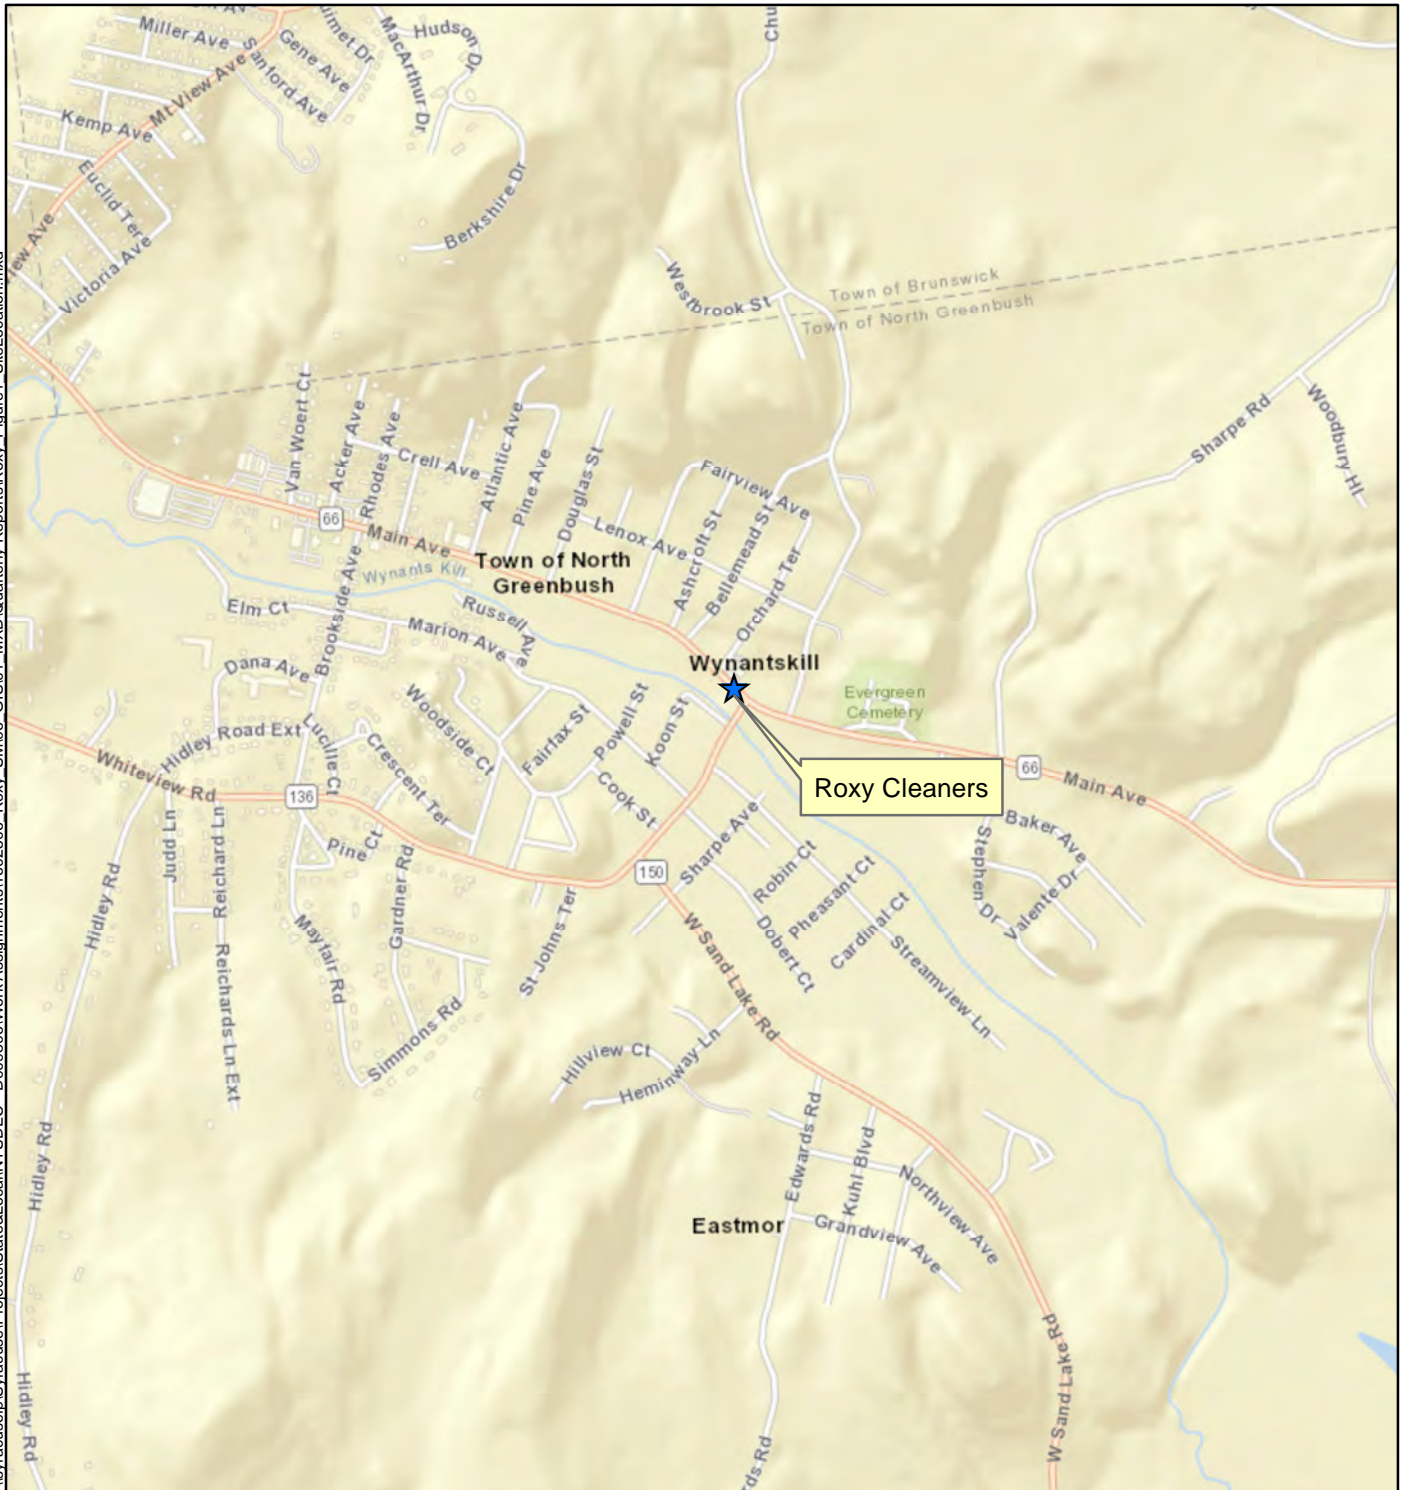 Miller Ave
Gene Ave
Hudson Dr
MacArthur Dr
Sanford Ave
Mt View Ave
Kemp Ave
Euclid Tere
Victoria Ave
Berkshire Dr
Westbrook St
Town of Brunswick
Town of North Greenbush
Sharpe Rd
Woodbury Hl
Van Woert Ct
Acker Ave
Rhodes Ave
Crell Ave
Atlantic Ave
Pine Ave
Douglas St
Fairview Ave
Lenox Ave
Ashcroft St
Bellemead St
Orchard Ter
66
Main Ave
Wynants Kill
Town of North
Greenbush
Elm Ct
Brookside Ave
Marion Ave
Russell Ave
Dana Ave
Wynantskill
Evergreen
Cemetery
Woodside Ct
Fairfax St
Powell St
Koon St
Hidley Road Ext
Lucille Ct
Crescent Ter
Whiteview Rd
136
Cook St
Roxy Cleaners
66
Main Ave
Judd Ln
Reichard Ln
Pine Ct
Gardner Rd
150
Sharpe Ave
Robin Ct
Pheasant Ct
Cardinal Ct
Dobert Ct
Streamview Ln
Baker Ave
Stephen Dr
Valente Dr
Hidley Rd
Mayfair Rd
Reichards Ln Ext
Simmons Rd
St Johns Ter
W Sand Lake Rd
Hillview Ct
Heminway Ln
Hidley Rd
Edwards Rd
Kuhl Blvd
Northview Ave
Grandview Ave
Eastmor
W Sand Lake Rd
Hidley Rd